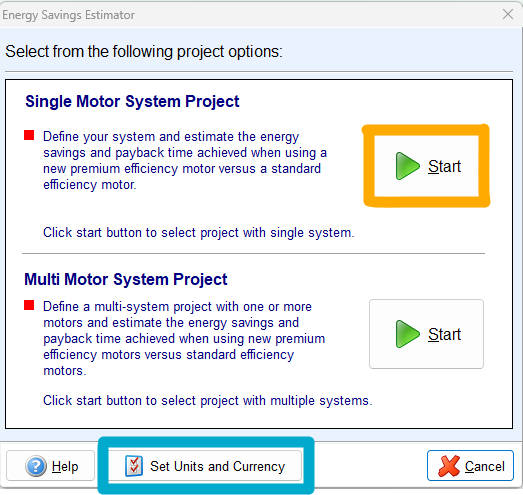 Energy Savings Estimator
Select from the following project options:
Single Motor System Project
Define your system and estimate the energy
savings and payback time achieved when using a
new premium efficiency motor versus a standard
efficiency motor.
Start
Click start button to select project with single system.
Multi Motor System Project
Define a multi-system project with one or more
motors and estimate the energy savings and
payback time achieved when using new premium
efficiency motors versus standard efficiency
motors.
Start
Click start button to select project with multiple systems.
Help
Set Units and Currency
Cancel